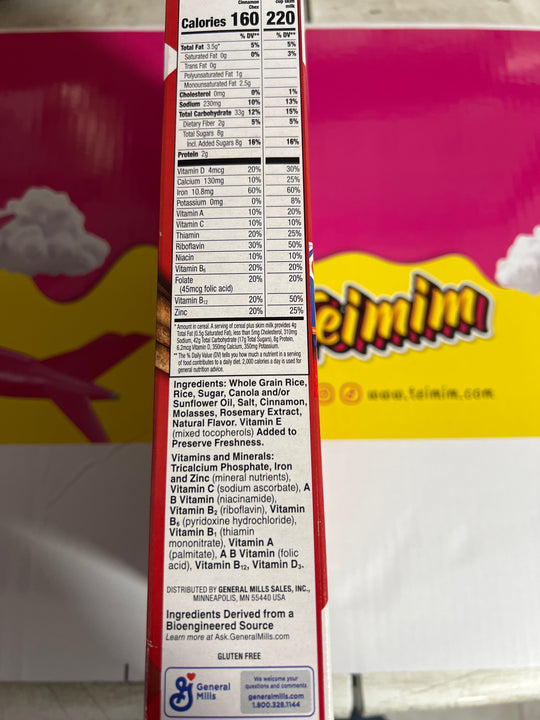 Cinnamon Chex
cup skim milk
Calories 160 220
% DV** % DV**
Total Fat 3.5g* 5% 5%
Saturated Fat 0g 0% 3%
Trans Fat 0g
Polyunsaturated Fat 1g
Monounsaturated Fat 2.5g
Cholesterol 0mg 0% 1%
Sodium 230mg 10% 13%
Total Carbohydrate 33g 12% 15%
Dietary Fiber 2g 5% 5%
Total Sugars 8g
Incl. Added Sugars 8g 16% 16%
Protein 2g
Vitamin D 4mcg 20% 30%
Calcium 130mg 10% 25%
Iron 10.8mg 60% 60%
Potassium 0mg 0% 8%
Vitamin A 10% 20%
Vitamin C 10% 10%
Thiamin 20% 25%
Riboflavin 30% 50%
Niacin 10% 10%
Vitamin B6 20% 20%
Folate 20% 20%
(45mcg folic acid)
Vitamin B12 20% 50%
Zinc 20% 25%
* Amount in cereal. A serving of cereal plus skim milk provides 4g
Total Fat (0.5g Saturated Fat), less than 5mg Cholesterol, 310mg
Sodium, 42g Total Carbohydrate (17g Total Sugars), 8g Protein,
6.2mcg Vitamin D, 350mg Calcium, 350mg Potassium.
** The % Daily Value (DV) tells you how much a nutrient in a serving
of food contributes to a daily diet. 2,000 calories a day is used for
general nutrition advice.
Ingredients: Whole Grain Rice,
Rice, Sugar, Canola and/or
Sunflower Oil, Salt, Cinnamon,
Molasses, Rosemary Extract,
Natural Flavor. Vitamin E
(mixed tocopherols) Added to
Preserve Freshness.
Vitamins and Minerals:
Tricalcium Phosphate, Iron
and Zinc (mineral nutrients),
Vitamin C (sodium ascorbate), A
B Vitamin (niacinamide),
Vitamin B2 (riboflavin), Vitamin
B6 (pyridoxine hydrochloride),
Vitamin B1 (thiamin
mononitrate), Vitamin A
(palmitate), A B Vitamin (folic
acid), Vitamin B12, Vitamin D3.
DISTRIBUTED BY GENERAL MILLS SALES, INC.,
MINNEAPOLIS, MN 55440 USA
Ingredients Derived from a
Bioengineered Source
Learn more at Ask.GeneralMills.com
GLUTEN FREE
General
Mills
We welcome your
questions and comments
generalmills.com
1.800.328.1144
eimim
www.teimim.com